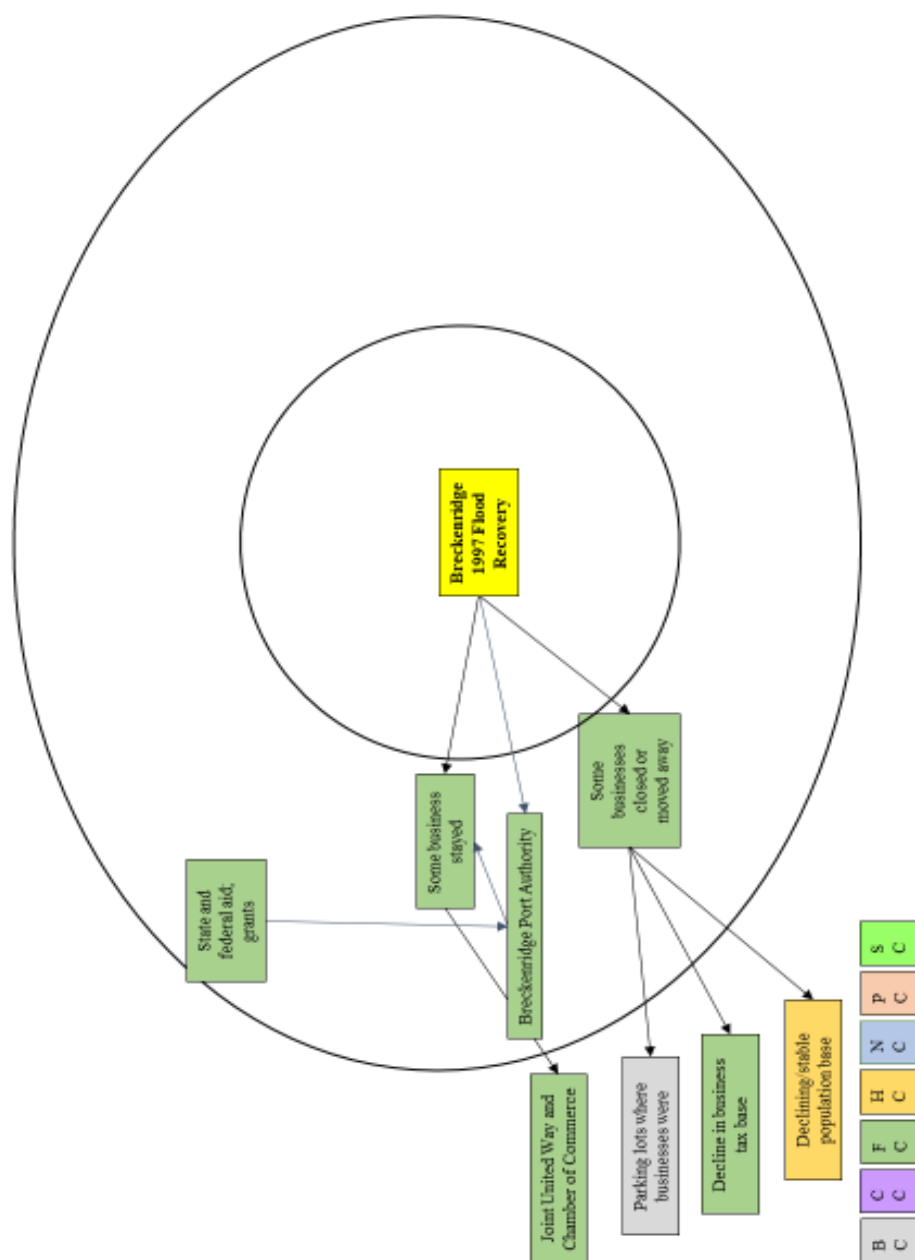 Breckenridge
1997 Flood
Recovery
State and
federal aid;
grants
Some business
stayed
Breckenridge Port Authority
Some
businesses
closed or
moved away
Joint United Way and
Chamber of Commerce
Parking lots where
businesses were
Decline in business
tax base
Declining/stable
population base
B
C
C
C
F
C
H
C
N
C
P
C
S
C